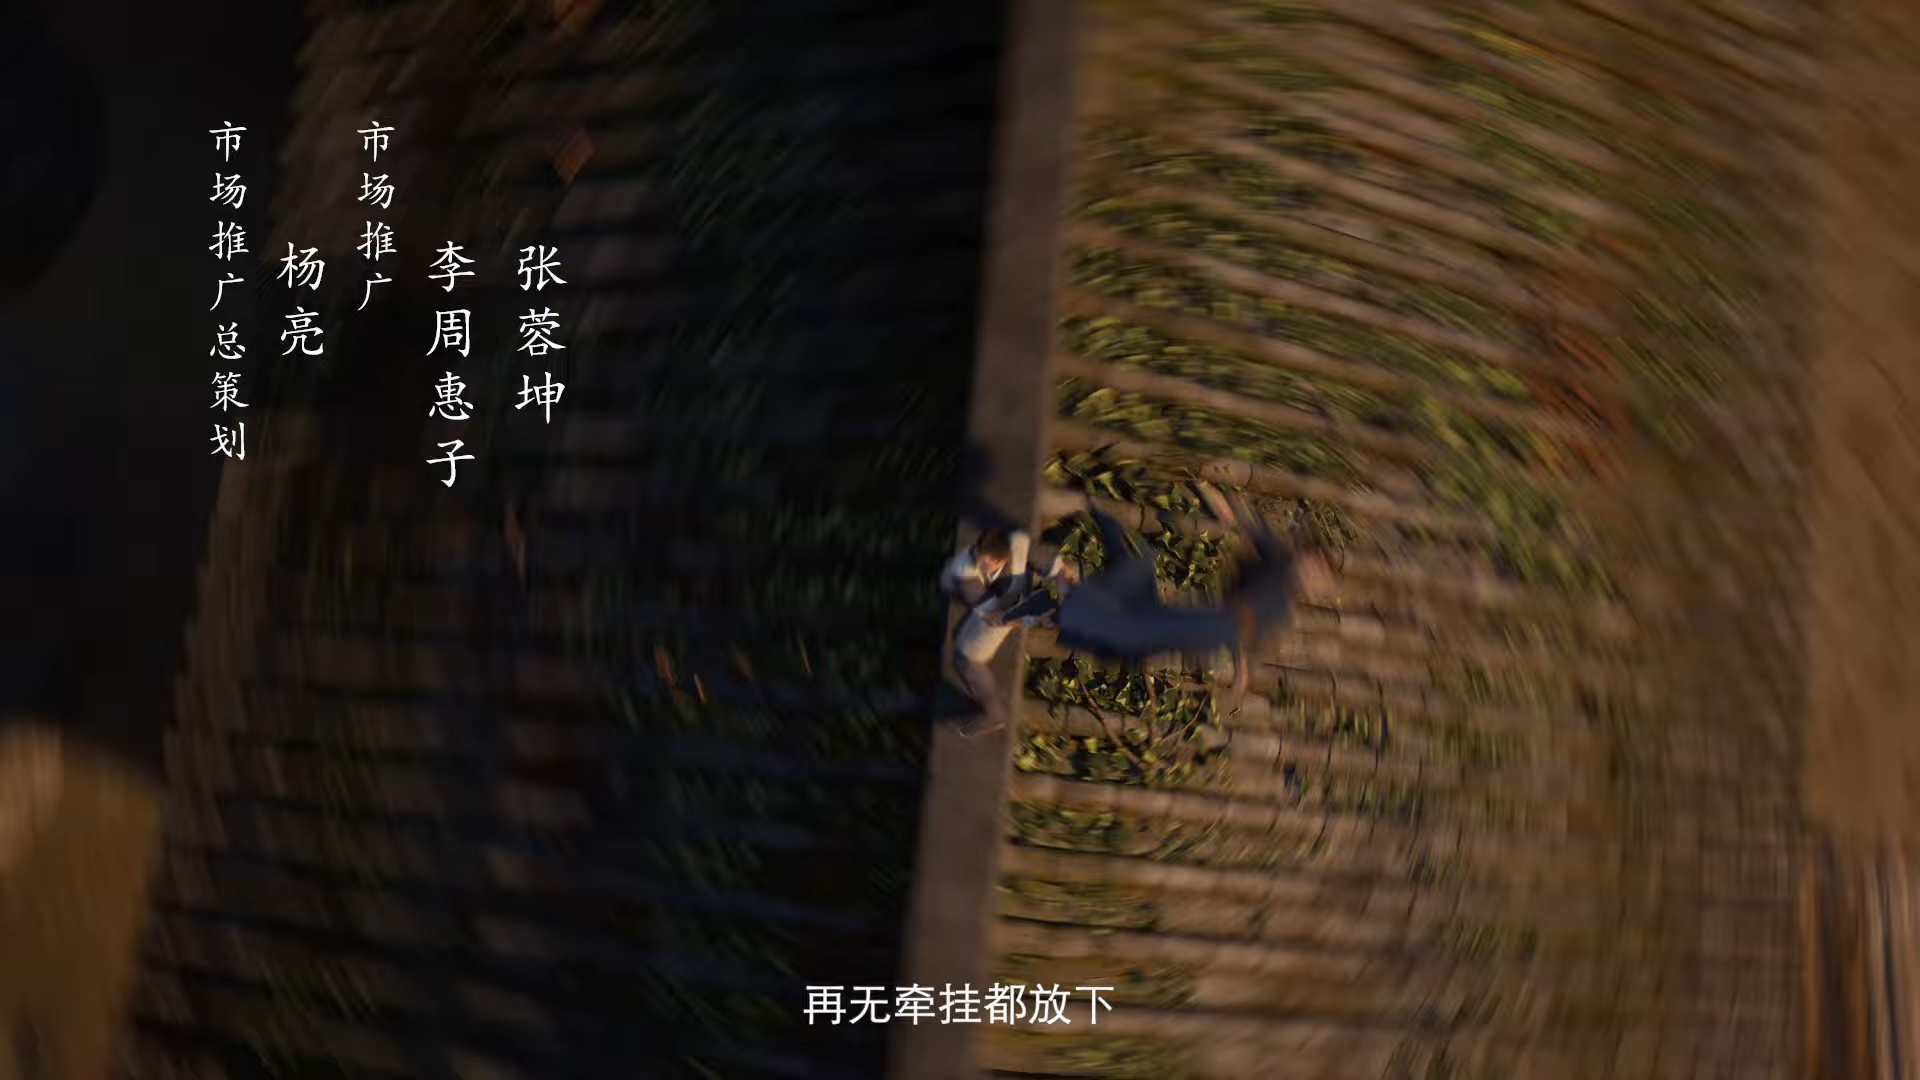 市场推广总策划
杨亮
市场推广
李周惠子
张蓉坤
再无牵挂都放下